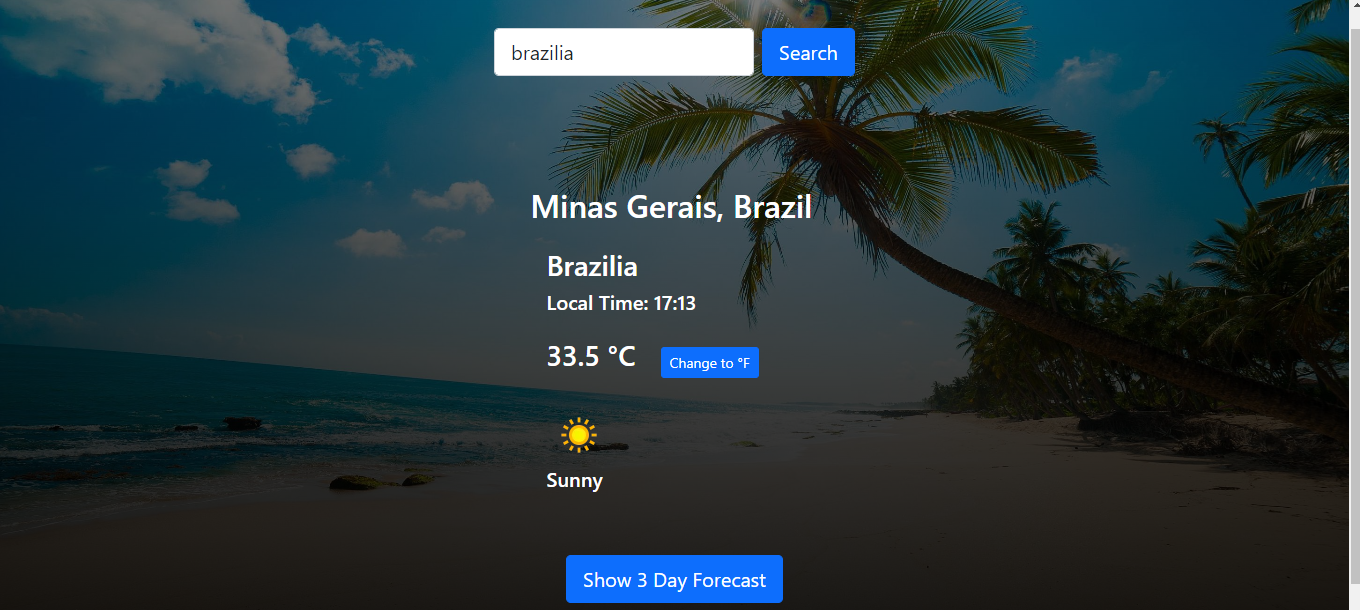 brazilia
Search
Minas Gerais, Brazil
Brazilia
Local Time: 17:13
33.5 °C
Change to °F
Sunny
Show 3 Day Forecast